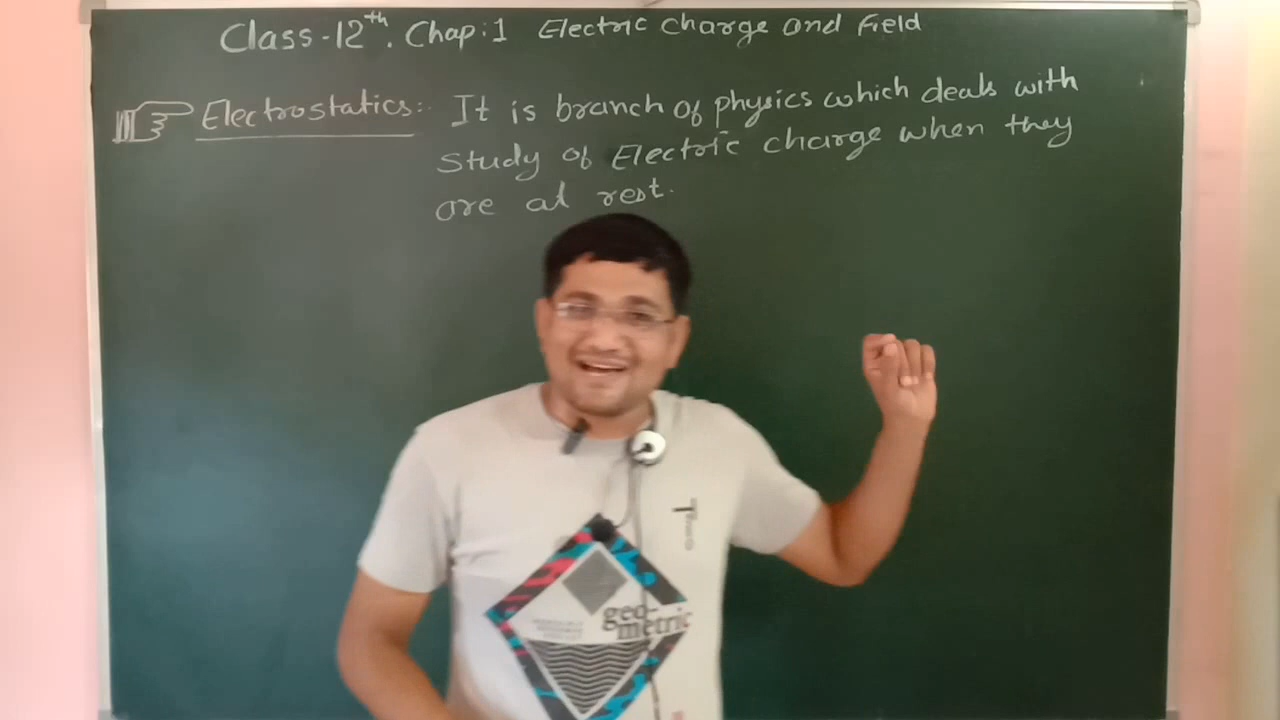 Class-12th. Chap:1 Electric charge and Field
Electrostatics:- It is branch of physics which deals with
study of Electric charge when they
are at rest.
geo-
metric